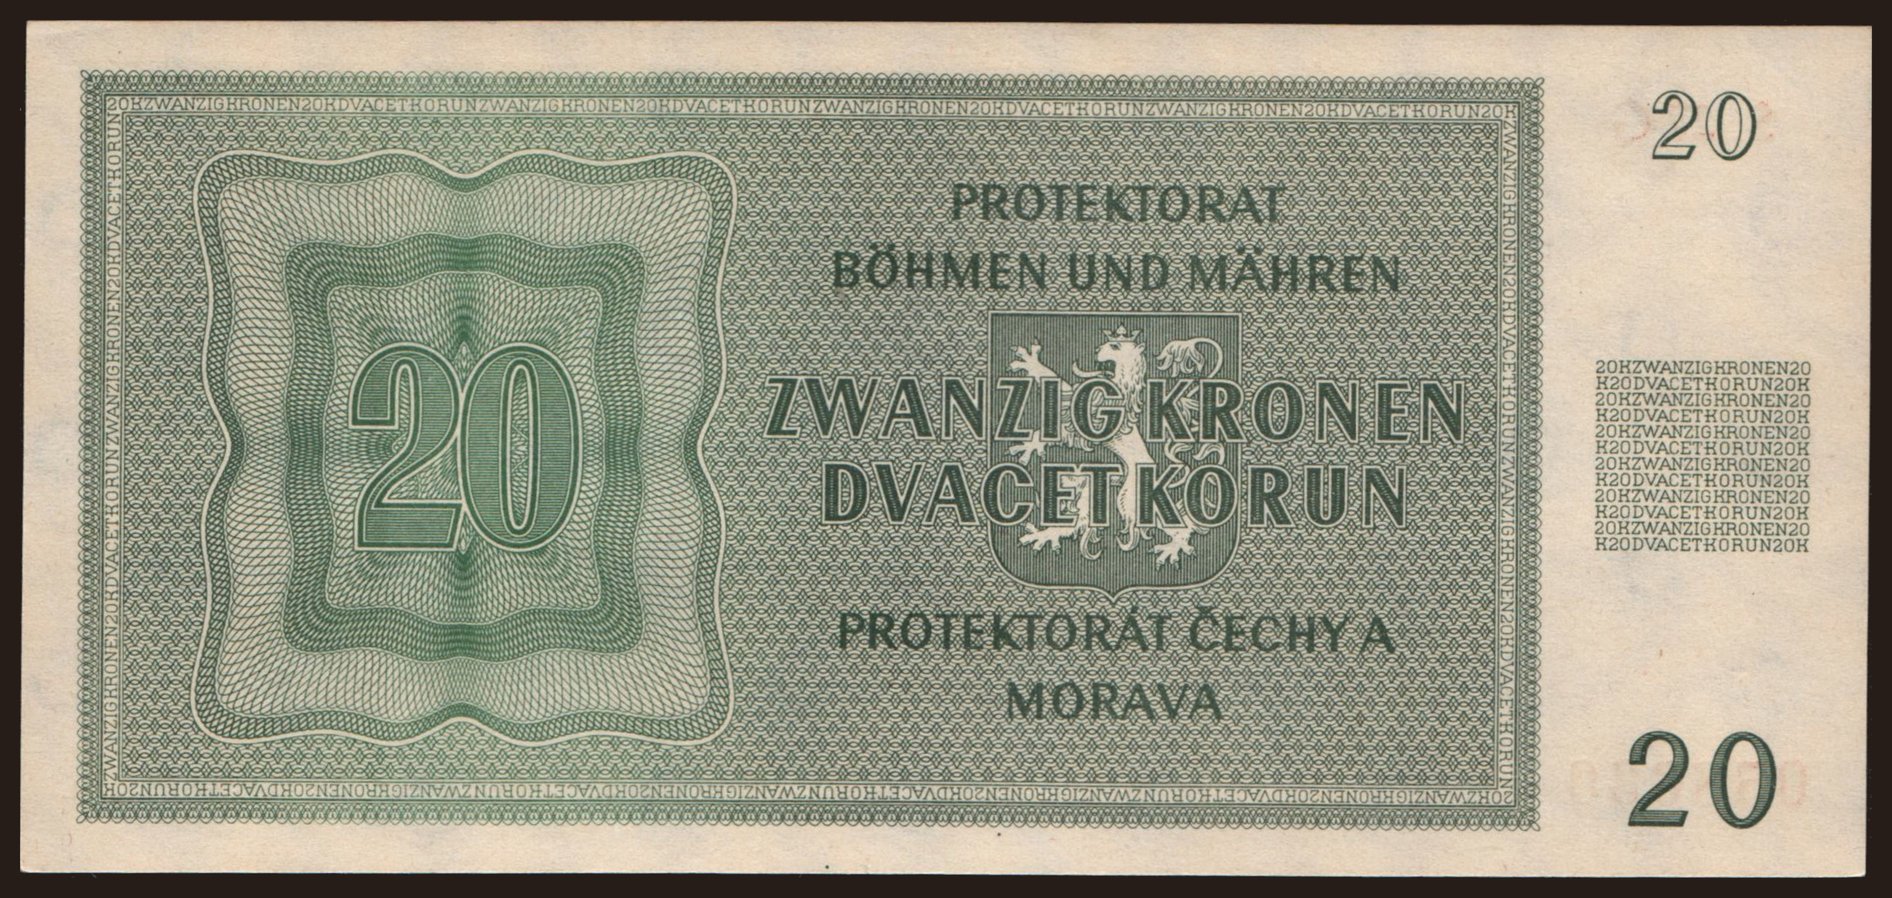 20KZWANZIGKRONEN20KDVACETKORUNZWANZIGKRONEN20KDVACETKORUNZWANZIGKRONEN20KDVACETKORUNZWANZIGKRONEN20KDVACETKORUN20K
20
PROTEKTORAT
BÖHMEN UND MÄHREN
20
ZWANZIG KRONEN
DVACET KORUN
PROTEKTORÁT ČECHY A
MORAVA
20KZWANZIGKRONEN20
K20DVACETKORUN20K
20KZWANZIGKRONEN20
K20DVACETKORUN20K
20KZWANZIGKRONEN20
K20DVACETKORUN20K
20KZWANZIGKRONEN20
K20DVACETKORUN20K
20KZWANZIGKRONEN20
K20DVACETKORUN20K
20KZWANZIGKRONEN20
K20DVACETKORUN20K
20